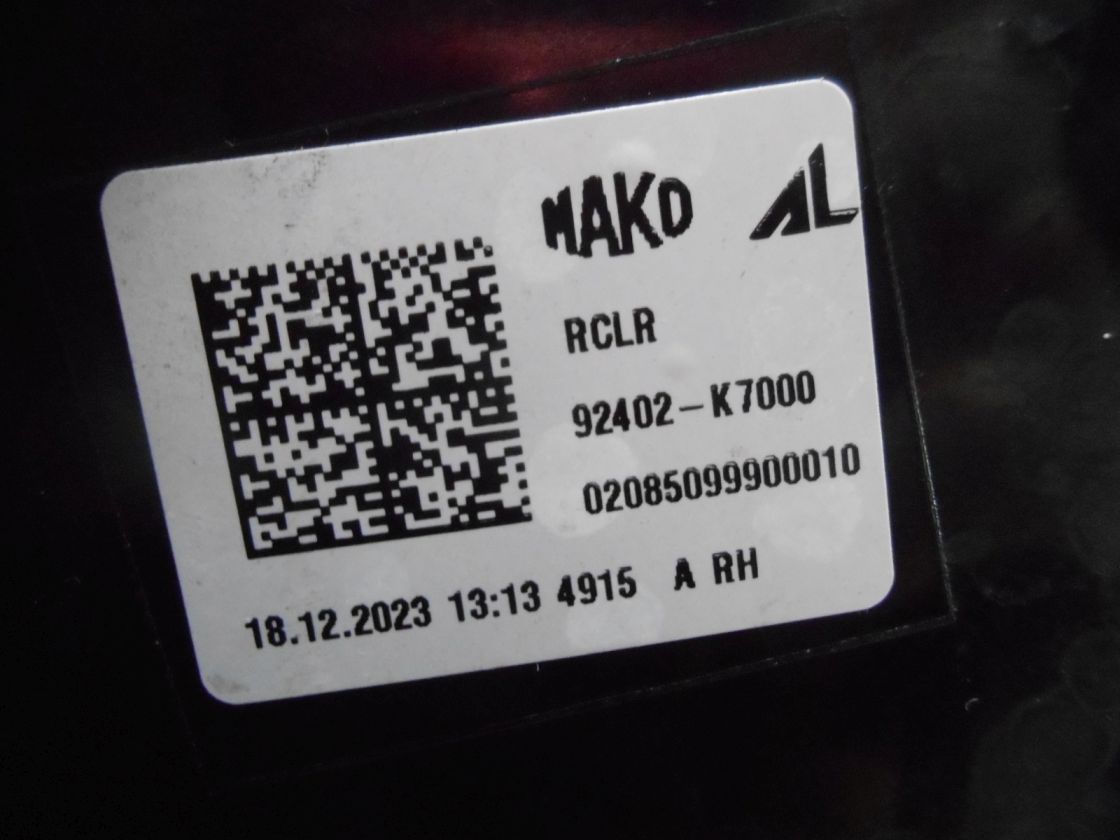 MAKO AL
RCLR
92402-K7000
02085099900010
18.12.2023 13:13 4915 A RH